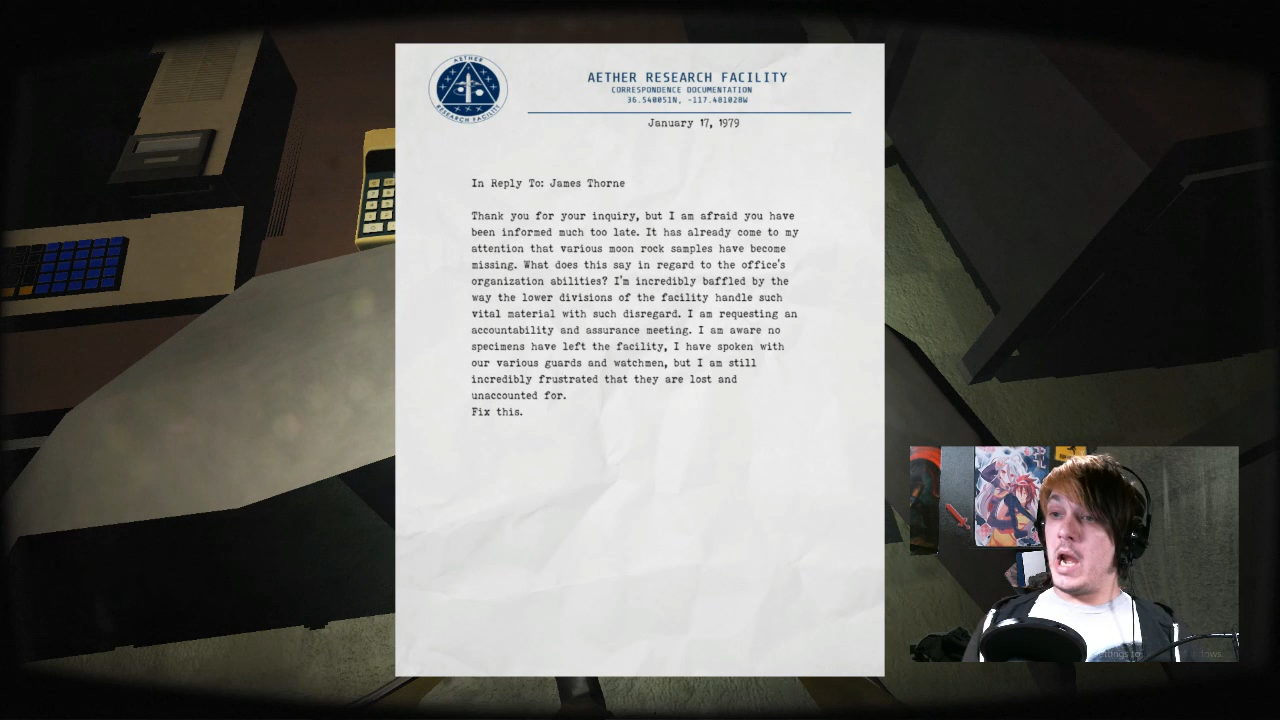 AETHER
RESEARCH FACILITY
AETHER RESEARCH FACILITY
CORRESPONDENCE DOCUMENTATION
36.540051N, -117.481028W
January 17, 1979
In Reply To: James Thorne
Thank you for your inquiry, but I am afraid you have
been informed much too late. It has already come to my
attention that various moon rock samples have become
missing. What does this say in regard to the office's
organization abilities? I'm incredibly baffled by the
way the lower divisions of the facility handle such
vital material with such disregard. I am requesting an
accountability and assurance meeting. I am aware no
specimens have left the facility, I have spoken with
our various guards and watchmen, but I am still
incredibly frustrated that they are lost and
unaccounted for.
Fix this.